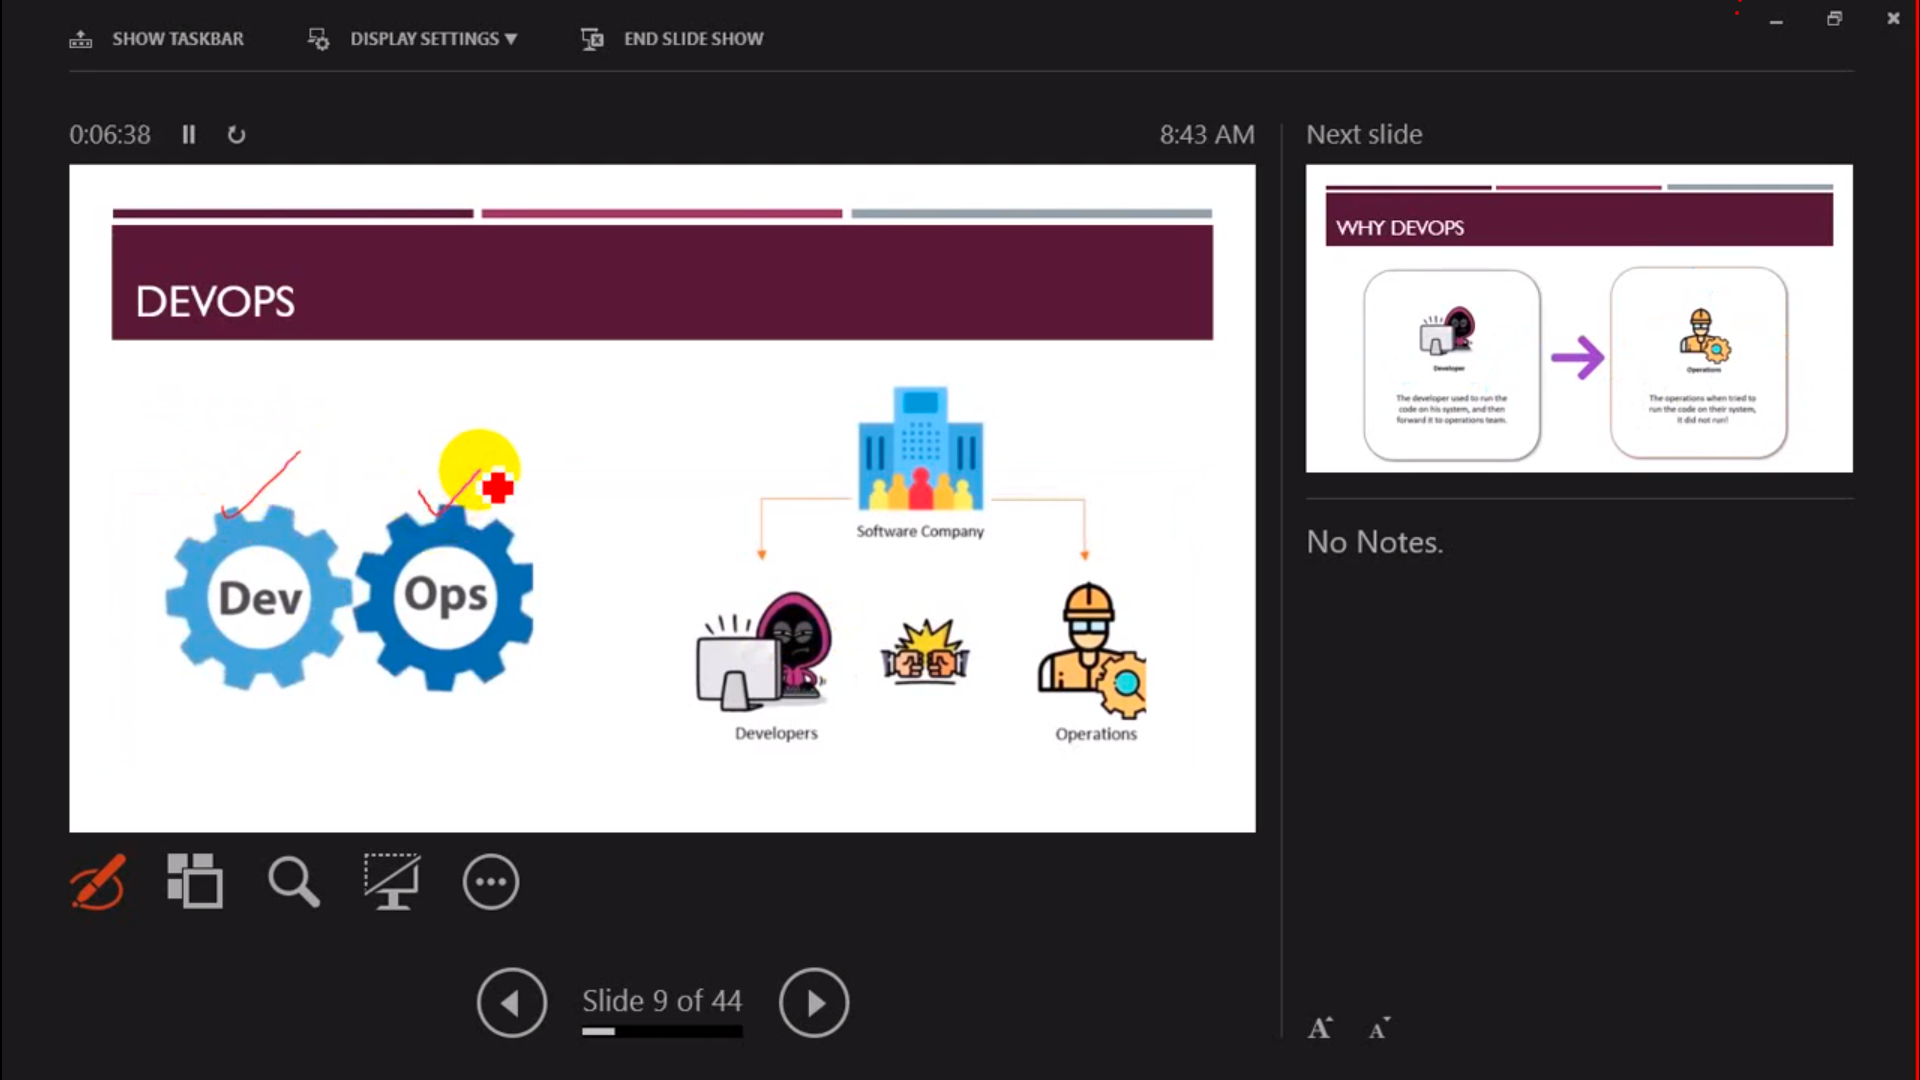 SHOW TASKBAR DISPLAY SETTINGS ▼ END SLIDE SHOW
0:06:38 8:43 AM
DEVOPS
Dev Ops
Software Company
Developers Operations
Slide 9 of 44
Next slide
WHY DEVOPS
Developer
The developer used to run the
code on his system, and then
forward it to operations team.
Operations
The operations when tried to
run the code on their system,
it did not run!
No Notes.
A A